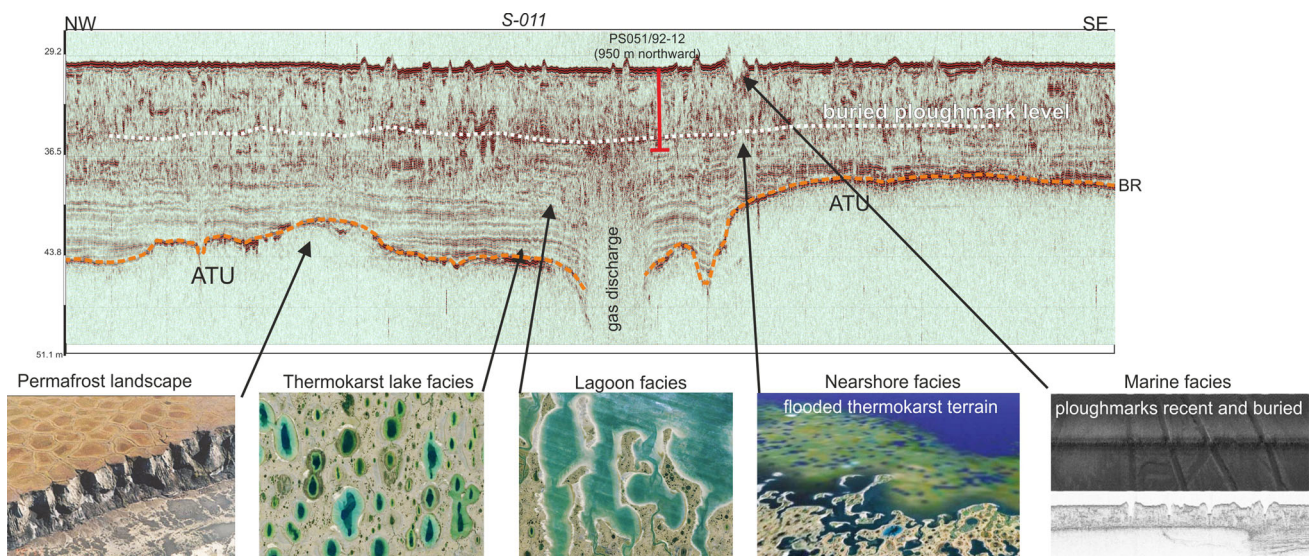 S-011
NW
SE
PS051/92-12
(950 m northward)
29.2
buried ploughmark level
36.5
BR
ATU
43.8
ATU
gas discharge
51.1 m
Permafrost landscape
Thermokarst lake facies
Lagoon facies
Nearshore facies
flooded thermokarst terrain
Marine facies
ploughmarks recent and buried